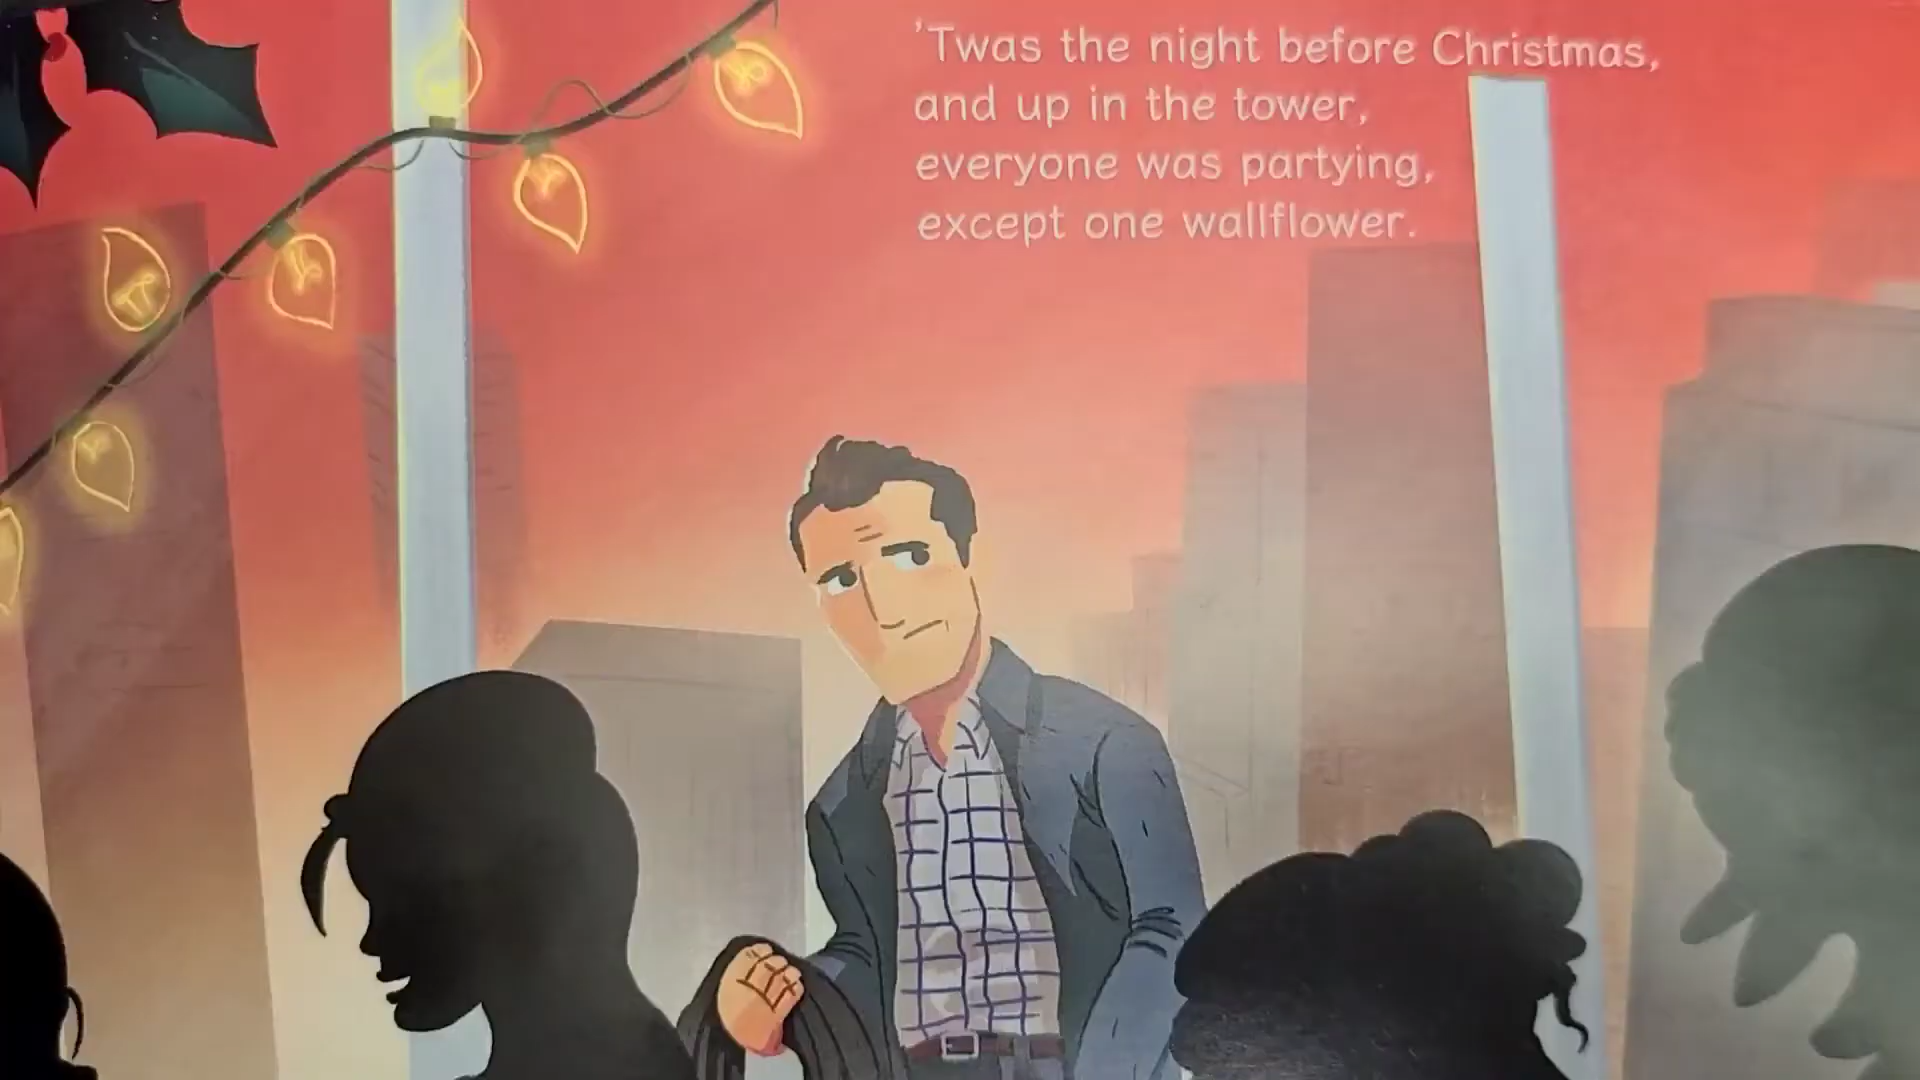 'Twas the night before Christmas,
and up in the tower,
everyone was partying,
except one wallflower.